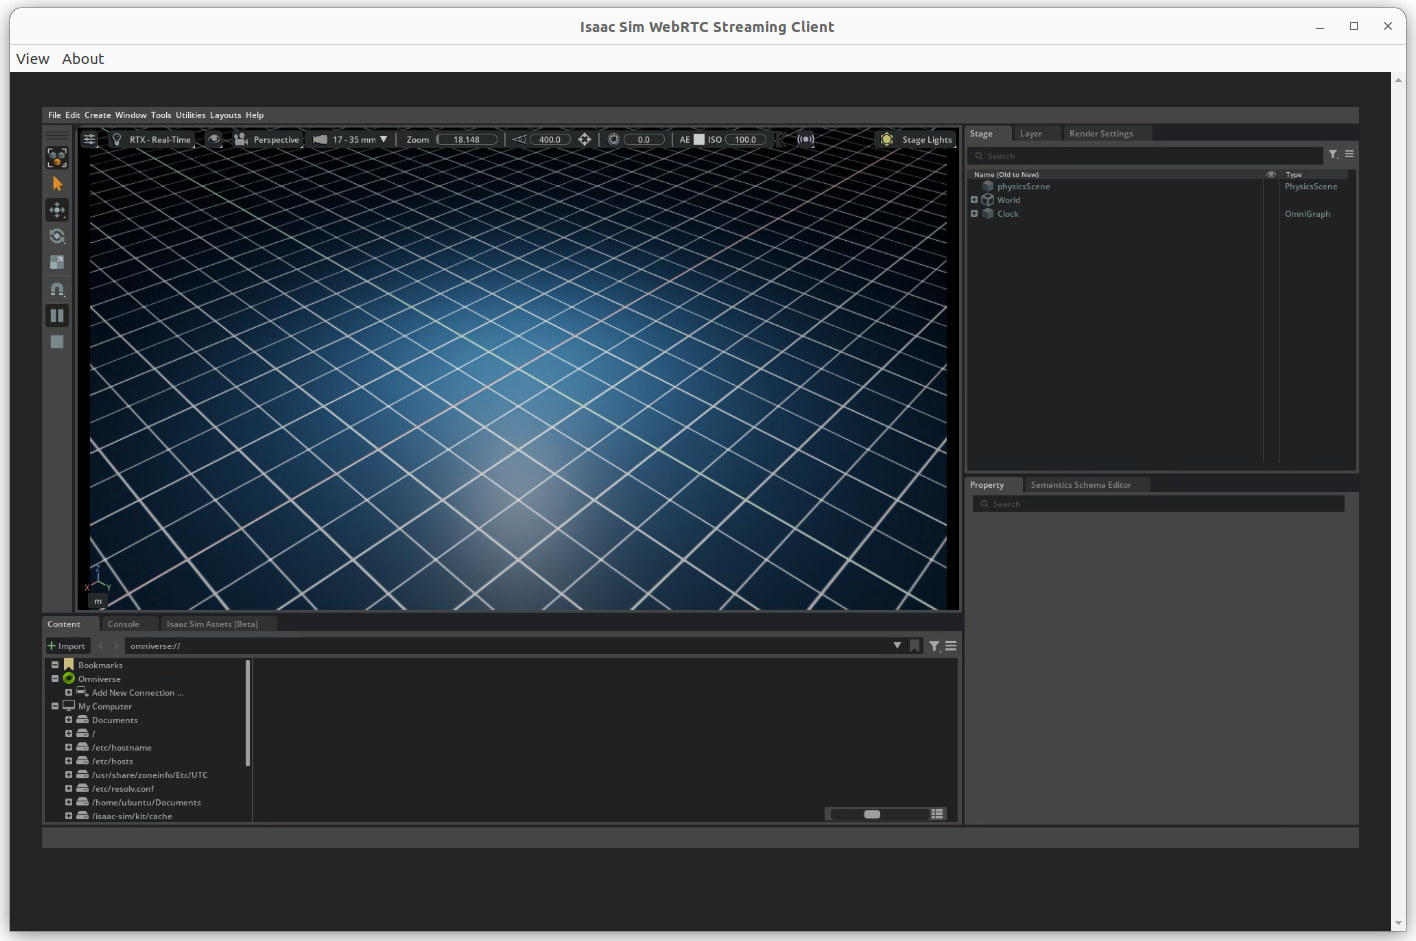 Isaac Sim WebRTC Streaming Client
View About
File Edit Create Window Tools Utilities Layouts Help
RTX - Real-Time Perspective 17 - 35 mm Zoom 18.148 400.0 0.0 AE ISO 100.0 Stage Lights
Stage Layer Render Settings
Search
Name (Old to New) Type
physicsScene PhysicsScene
World
Clock OmniGraph
Property Semantics Schema Editor
Search
Z
X Y
m
Content Console Isaac Sim Assets [Beta]
Import omniverse://
Bookmarks
Omniverse
Add New Connection ...
My Computer
Documents
/
/etc/hostname
/etc/hosts
/usr/share/zoneinfo/Etc/UTC
/etc/resolv.conf
/home/ubuntu/Documents
/isaac-sim/kit/cache